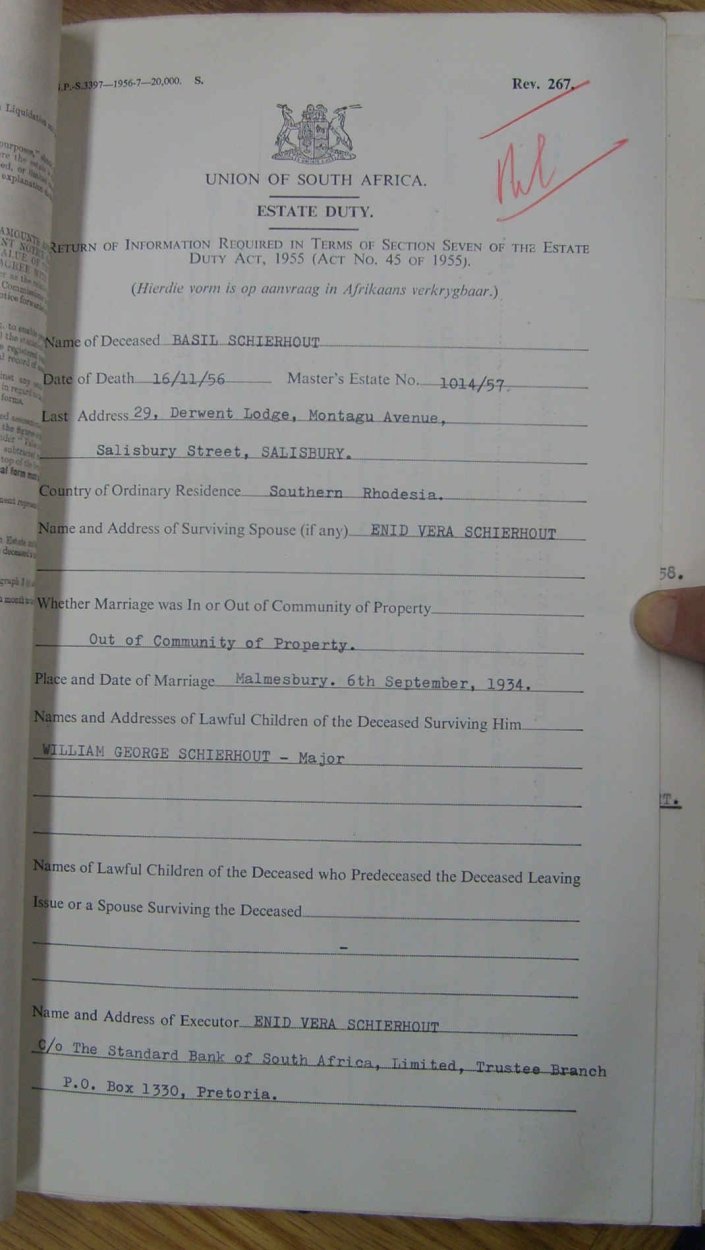 G.P.-S.3397—1956-7—20,000. S.
Rev. 267.
Nil
UNION OF SOUTH AFRICA.
ESTATE DUTY.
RETURN OF INFORMATION REQUIRED IN TERMS OF SECTION SEVEN OF THE ESTATE
DUTY ACT, 1955 (ACT NO. 45 OF 1955).
(Hierdie vorm is op aanvraag in Afrikaans verkrygbaar.)
Name of Deceased BASIL SCHIERHOUT
Date of Death 16/11/56 Master's Estate No. 1014/57
Last Address 29, Derwent Lodge, Montagu Avenue,
Salisbury Street, SALISBURY.
Country of Ordinary Residence Southern Rhodesia.
Name and Address of Surviving Spouse (if any) ENID VERA SCHIERHOUT
Whether Marriage was In or Out of Community of Property
Out of Community of Property.
Place and Date of Marriage Malmesbury. 6th September, 1934.
Names and Addresses of Lawful Children of the Deceased Surviving Him
WILLIAM GEORGE SCHIERHOUT - Major
Names of Lawful Children of the Deceased who Predeceased the Deceased Leaving
Issue or a Spouse Surviving the Deceased
-
Name and Address of Executor ENID VERA SCHIERHOUT
C/o The Standard Bank of South Africa, Limited, Trustee Branch
P.O. Box 1330, Pretoria.
58.
T.